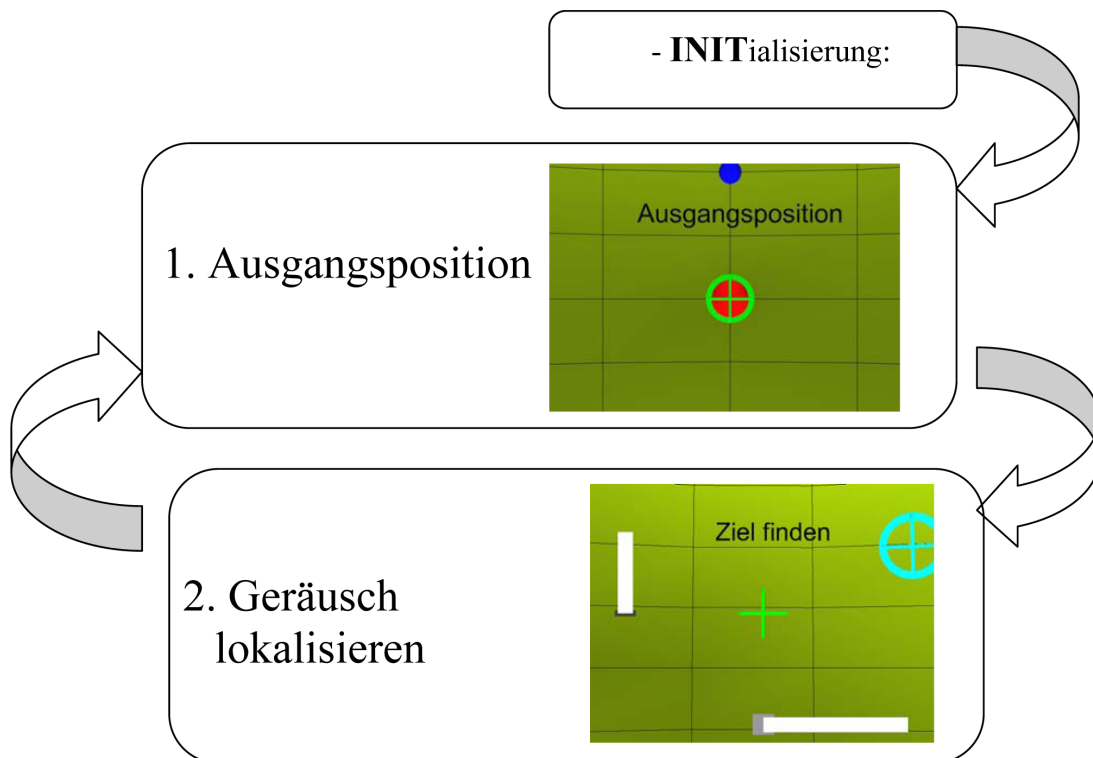 - INITialisierung:
1. Ausgangsposition
Ausgangsposition
2. Geräusch
lokalisieren
Ziel finden